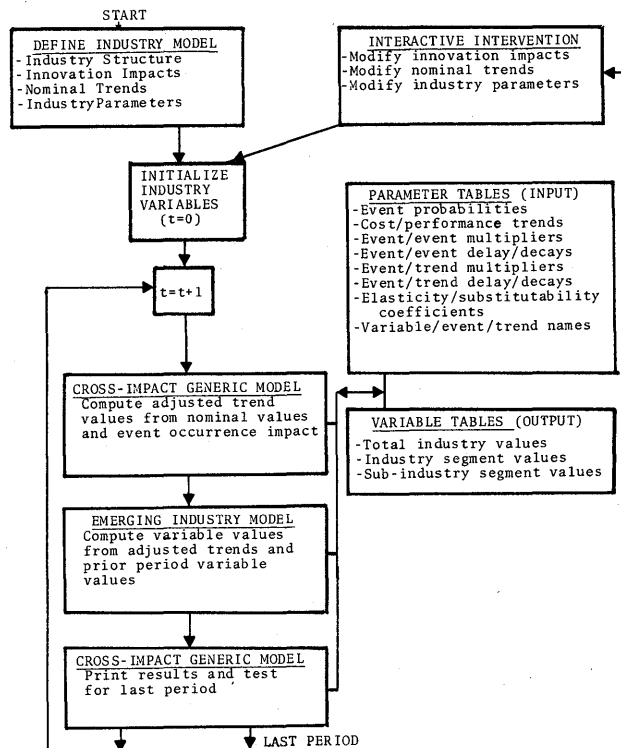 START
DEFINE INDUSTRY MODEL
-Industry Structure
-Innovation Impacts
-Nominal Trends
-IndustryParameters
INTERACTIVE INTERVENTION
-Modify innovation impacts
-Modify nominal trends
-Modify industry parameters
INITIALIZE
INDUSTRY
VARIABLES
(t=0)
t=t+1
PARAMETER TABLES (INPUT)
-Event probabilities
-Cost/performance trends
-Event/event multipliers
-Event/event delay/decays
-Event/trend multipliers
-Event/trend delay/decays
-Elasticity/substitutability
coefficients
-Variable/event/trend names
CROSS-IMPACT GENERIC MODEL
Compute adjusted trend
values from nominal values
and event occurrence impact
VARIABLE TABLES (OUTPUT)
-Total industry values
-Industry segment values
-Sub-industry segment values
EMERGING INDUSTRY MODEL
Compute variable values
from adjusted trends and
prior period variable
values
CROSS-IMPACT GENERIC MODEL
Print results and test
for last period
LAST PERIOD